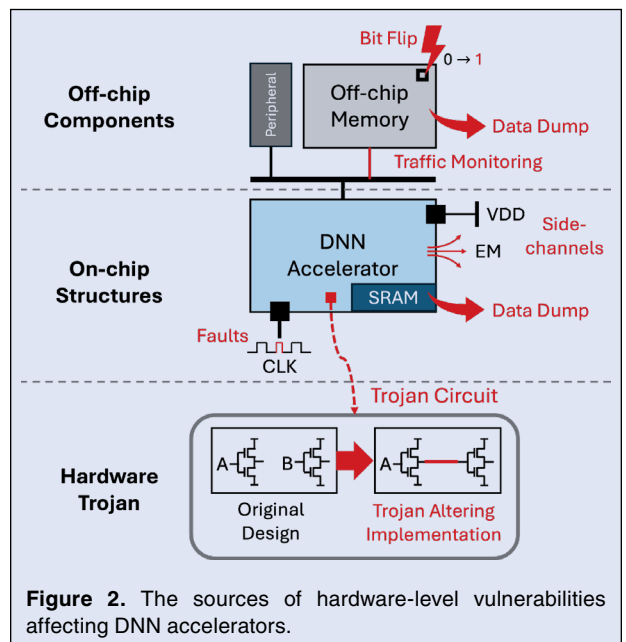 Bit Flip
0 → 1
Off-chip
Components
Peripheral
Off-chip
Memory
Data Dump
Traffic Monitoring
On-chip
Structures
DNN
Accelerator
VDD
Side-
channels
EM
SRAM
Data Dump
Faults
CLK
Trojan Circuit
Hardware
Trojan
A
B
A
Original
Design
Trojan Altering
Implementation
Figure 2. The sources of hardware-level vulnerabilities
affecting DNN accelerators.